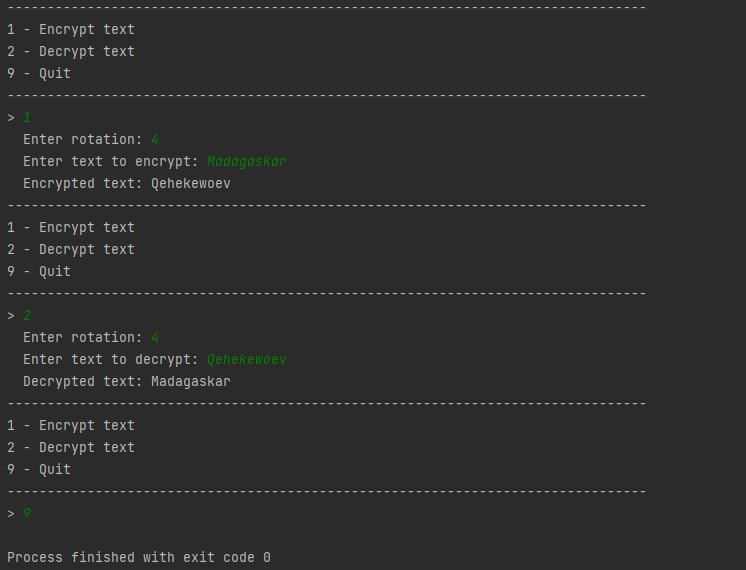 --------------------------------------------------------------------------------
1 - Encrypt text
2 - Decrypt text
9 - Quit
--------------------------------------------------------------------------------
> 1
  Enter rotation: 4
  Enter text to encrypt: Madagaskar
  Encrypted text: Qehekewoev
--------------------------------------------------------------------------------
1 - Encrypt text
2 - Decrypt text
9 - Quit
--------------------------------------------------------------------------------
> 2
  Enter rotation: 4
  Enter text to decrypt: Qehekewoev
  Decrypted text: Madagaskar
--------------------------------------------------------------------------------
1 - Encrypt text
2 - Decrypt text
9 - Quit
--------------------------------------------------------------------------------
> 9

Process finished with exit code 0